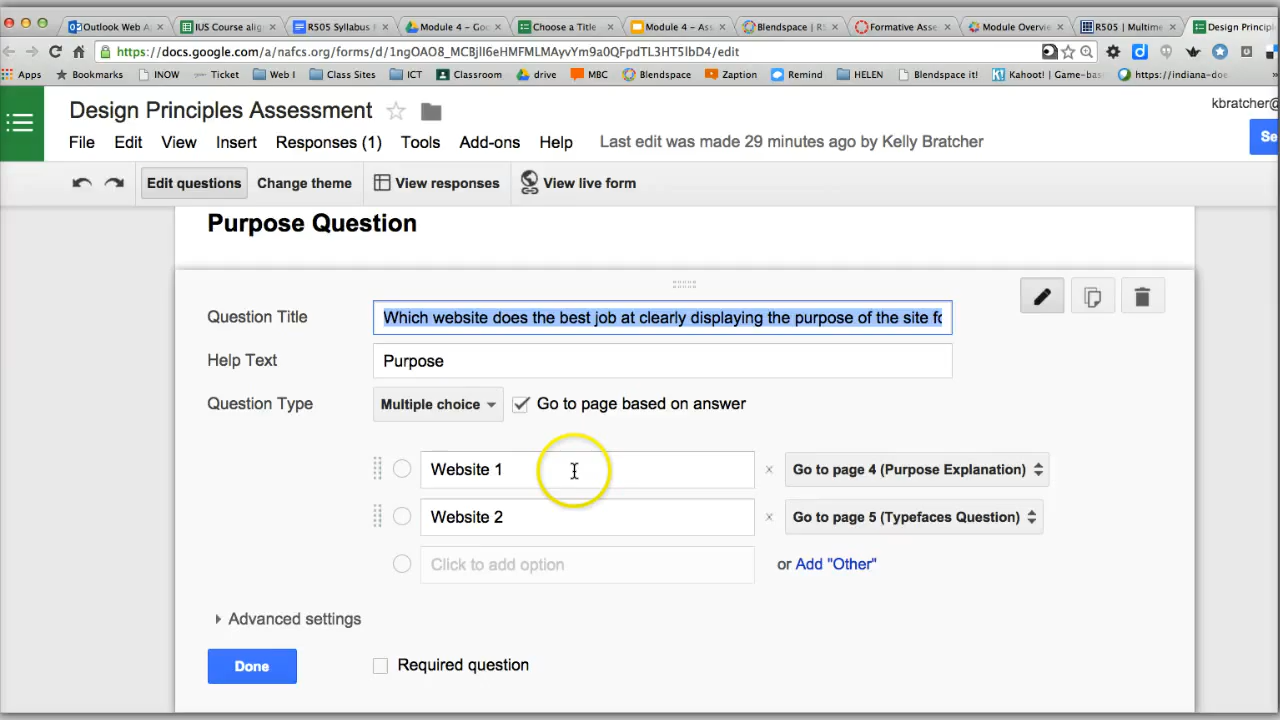 Outlook Web A
IUS Course alig
R505 Syllabus
Module 4 – Goo
Choose a Title
Module 4 – Ass
Blendspace | RS
Formative Asse
Module Overvie
R505 | Multime
Design Princip
https://docs.google.com/a/nafcs.org/forms/d/
/edit
Apps
Bookmarks
INOW
Ticket
Web I
Class Sites
ICT
Classroom
drive
MBC
Blendspace
Zaption
Remind
HELEN
Blendspace it!
Kahoot! | Game-bas
https://indiana-doe
Design Principles Assessment
kbratcher@
File Edit View Insert Responses (1) Tools Add-ons Help Last edit was made 29 minutes ago by Kelly Bratcher
Se
Edit questions Change theme View responses View live form
Purpose Question
Question Title Which website does the best job at clearly displaying the purpose of the site fo
Help Text Purpose
Question Type Multiple choice Go to page based on answer
Website 1 × Go to page 4 (Purpose Explanation)
Website 2 × Go to page 5 (Typefaces Question)
Click to add option or Add "Other"
Advanced settings
Done Required question